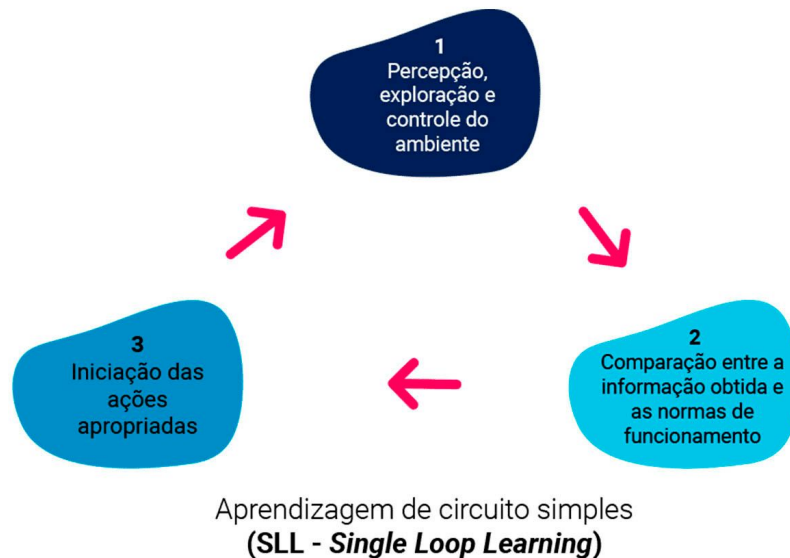 1
Percepção,
exploração e
controle do
ambiente
2
Comparação entre a
informação obtida e
as normas de
funcionamento
3
Iniciação das
ações
apropriadas
Aprendizagem de circuito simples
(SLL - Single Loop Learning)